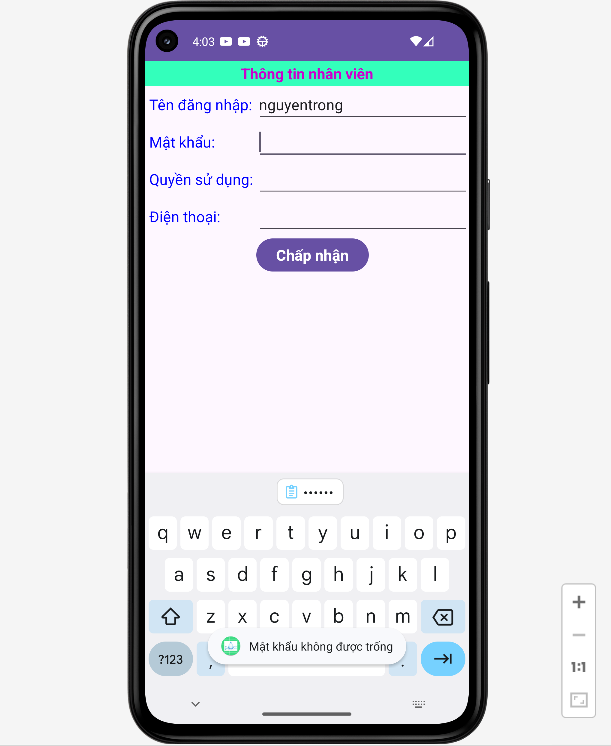 4:03
Thông tin nhân viên
Tên đăng nhập: nguyentrong
Mật khẩu:
Quyền sử dụng:
Điện thoại:
Chấp nhận
••••••
q w e r t y u i o p
a s d f g h j k l
z x c v b n m
Mật khẩu không được trống
?123 , .
1:1